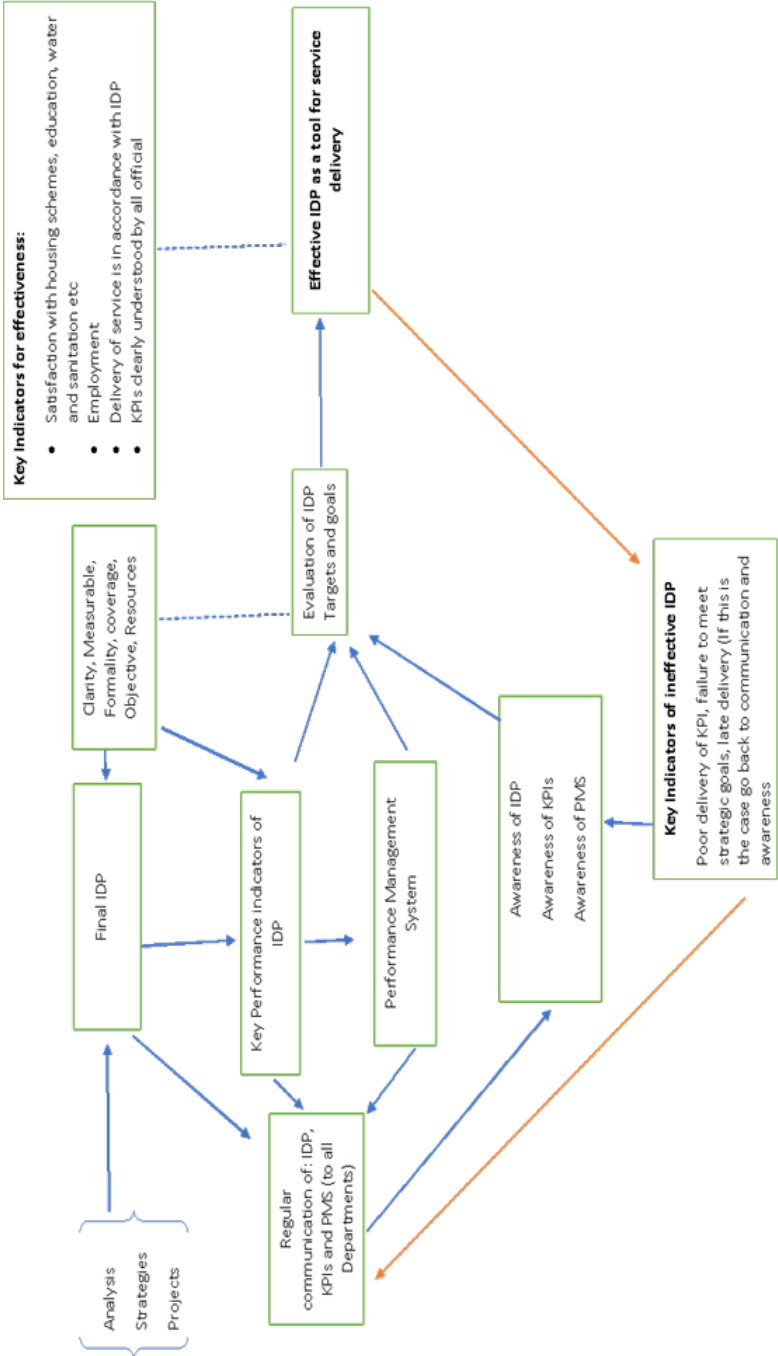 Analysis
Strategies
Projects
Final IDP
Clarity, Measurable,
Formality, coverage,
Objective, Resources
Key Indicators for effectiveness:
• Satisfaction with housing schemes, education, water
and sanitation etc
• Employment
• Delivery of service is in accordance with IDP
• KPIs clearly understood by all official
Regular
communication of: IDP,
KPIs and PMS (to all
Departments)
Key Performance indicators of
IDP
Performance Management
System
Evaluation of IDP
Targets and goals
Effective IDP as a tool for service
delivery
Awareness of IDP
Awareness of KPIs
Awareness of PMS
Key Indicators of ineffective IDP
Poor delivery of KPI, failure to meet
strategic goals, late delivery (If this is
the case go back to communication and
awareness